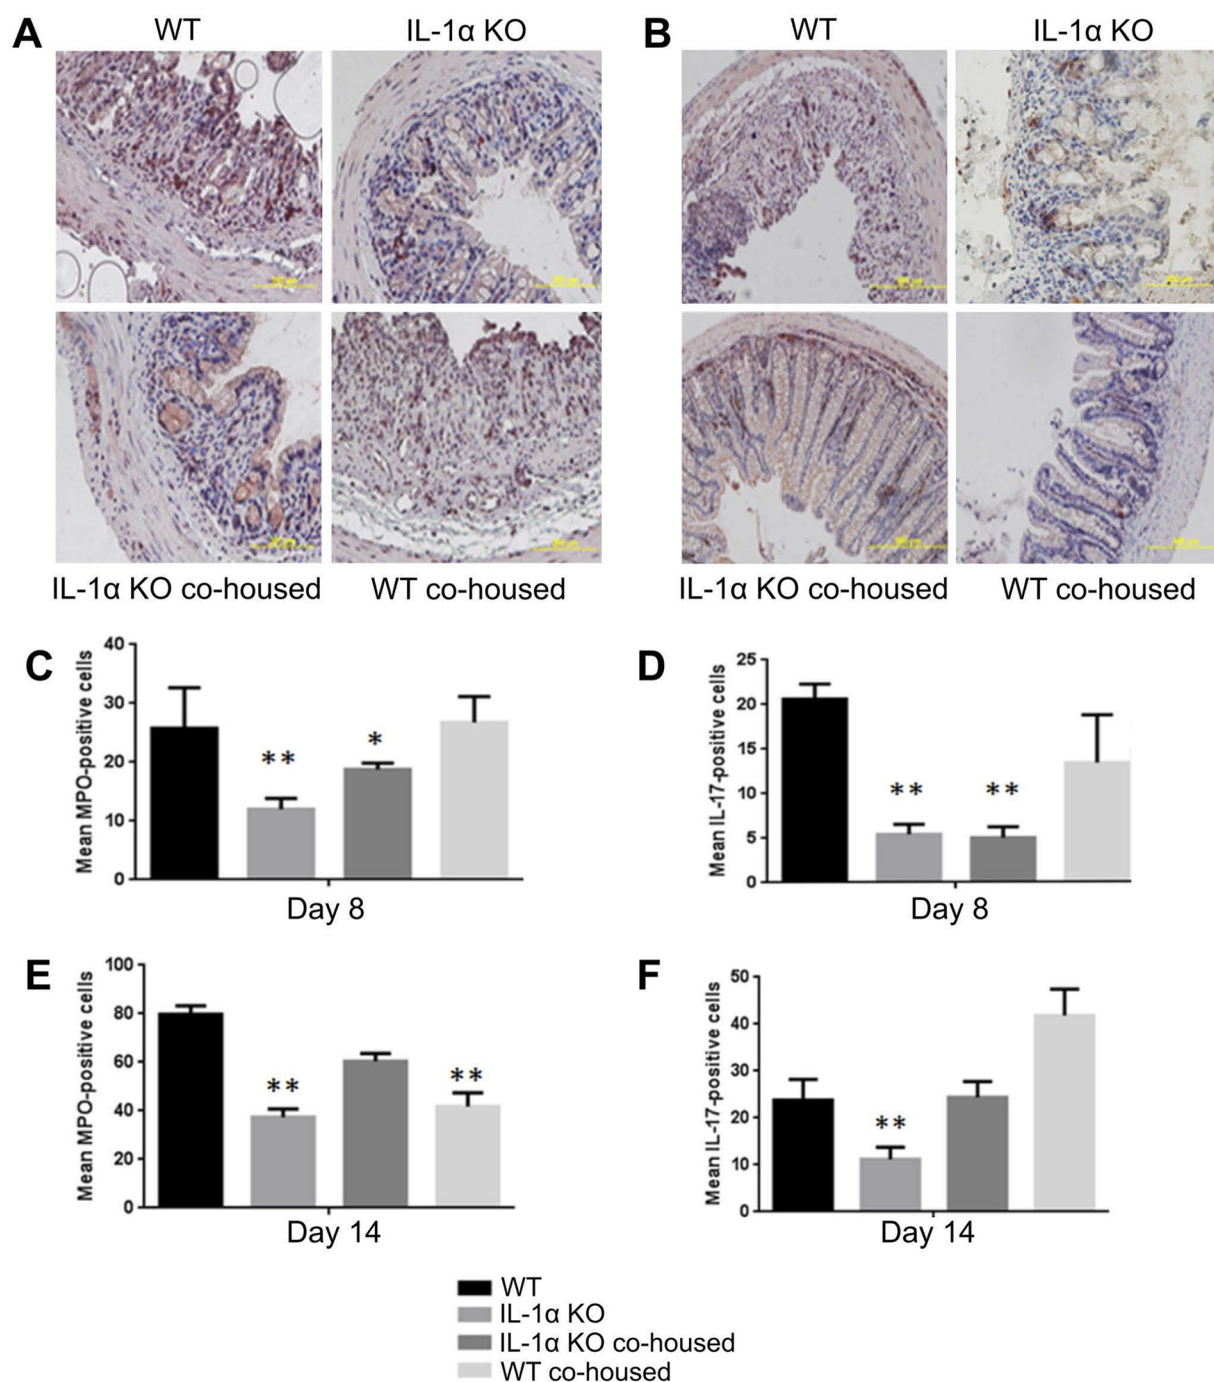 A
WT
IL-1α KO
B
WT
IL-1α KO
IL-1α KO co-housed
WT co-housed
IL-1α KO co-housed
WT co-housed
C
Mean MPO-positive cells
40
30
20
10
0
**
*
Day 8
D
Mean IL-17-positive cells
25
20
15
10
5
0
**
**
Day 8
E
Mean MPO-positive cells
100
80
60
40
20
0
**
**
Day 14
F
Mean IL-17-positive cells
50
40
30
20
10
0
**
Day 14
WT
IL-1α KO
IL-1α KO co-housed
WT co-housed